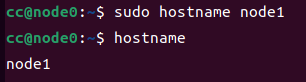 cc@node0:~$ sudo hostname node1
cc@node0:~$ hostname
node1